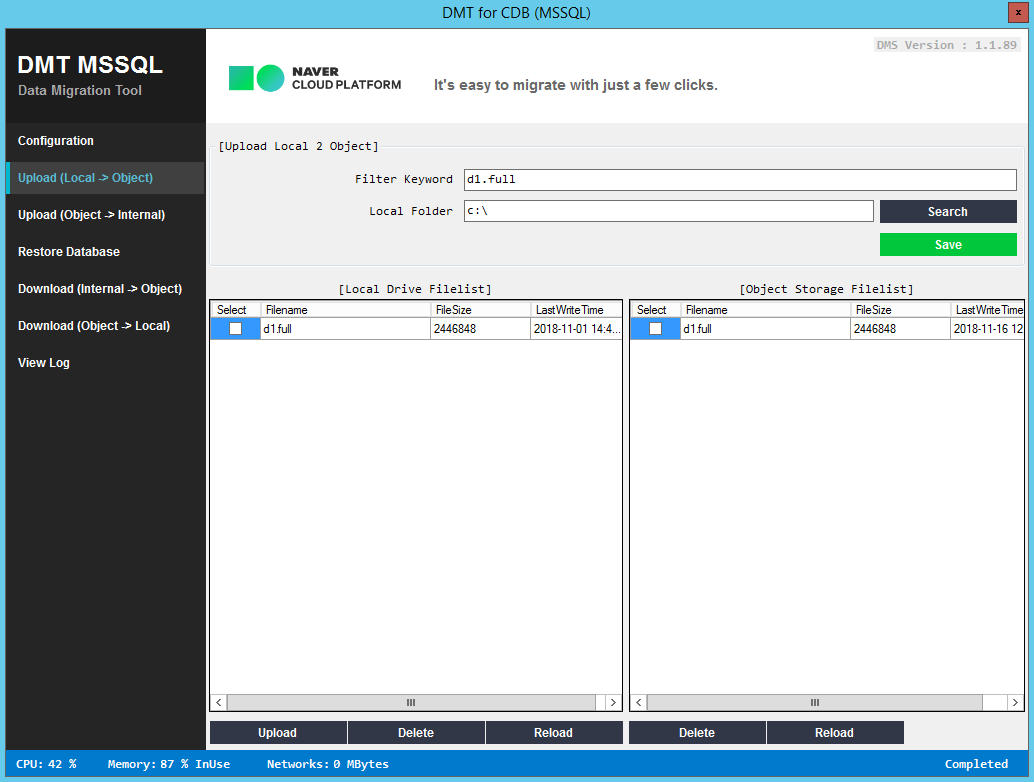 DMT for CDB (MSSQL)
x
DMT MSSQL
Data Migration Tool
DMS Version : 1.1.89
NAVER
CLOUD PLATFORM
It's easy to migrate with just a few clicks.
Configuration
Upload (Local -> Object)
Upload (Object -> Internal)
Restore Database
Download (Internal -> Object)
Download (Object -> Local)
View Log
[Upload Local 2 Object]
Filter Keyword d1.full
Local Folder c:\ Search
Save
[Local Drive Filelist]
Select Filename FileSize LastWriteTime
d1.full 2446848 2018-11-01 14:4...
Upload Delete Reload
[Object Storage Filelist]
Select Filename FileSize LastWriteTime
d1.full 2446848 2018-11-16 12
Delete Reload
CPU: 42 % Memory: 87 % InUse Networks: 0 MBytes Completed